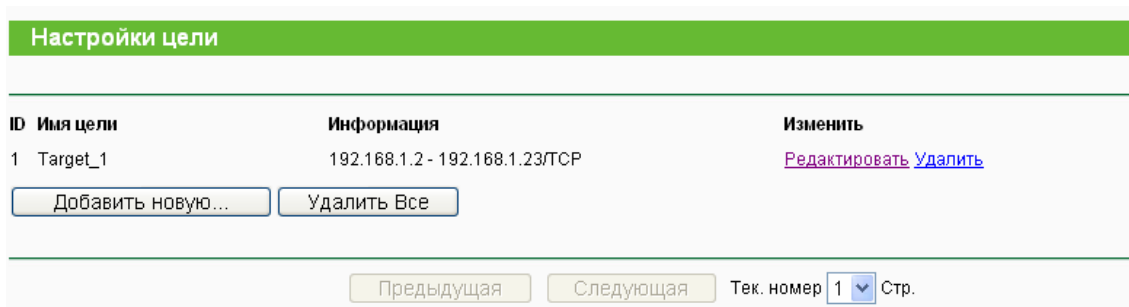 Настройки цели
ID Имя цели Информация Изменить
1 Target_1 192.168.1.2 - 192.168.1.23/TCP Редактировать Удалить
Добавить новую... Удалить Все
Предыдущая Следующая Тек. номер 1 Стр.